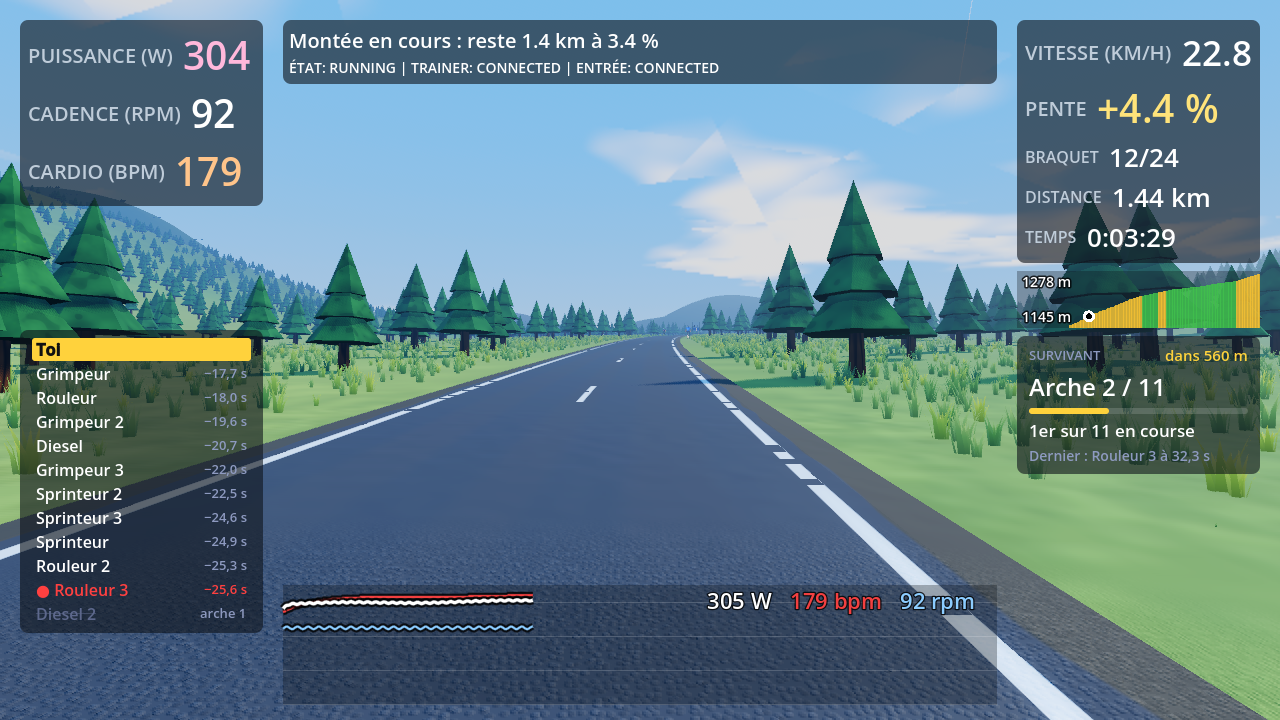 PUISSANCE (W) 304
CADENCE (RPM) 92
CARDIO (BPM) 179
Montée en cours : reste 1.4 km à 3.4 %
ÉTAT: RUNNING | TRAINER: CONNECTED | ENTRÉE: CONNECTED
VITESSE (KM/H) 22.8
PENTE +4.4 %
BRAQUET 12/24
DISTANCE 1.44 km
TEMPS 0:03:29
1278 m
1145 m
SURVIVANT dans 560 m
Arche 2 / 11
1er sur 11 en course
Dernier : Rouleur 3 à 32,3 s
Toi
Grimpeur −17,7 s
Rouleur −18,0 s
Grimpeur 2 −19,6 s
Diesel −20,7 s
Grimpeur 3 −22,0 s
Sprinteur 2 −22,5 s
Sprinteur 3 −24,6 s
Sprinteur −24,9 s
Rouleur 2 −25,3 s
Rouleur 3 −25,6 s
Diesel 2 arche 1
305 W 179 bpm 92 rpm